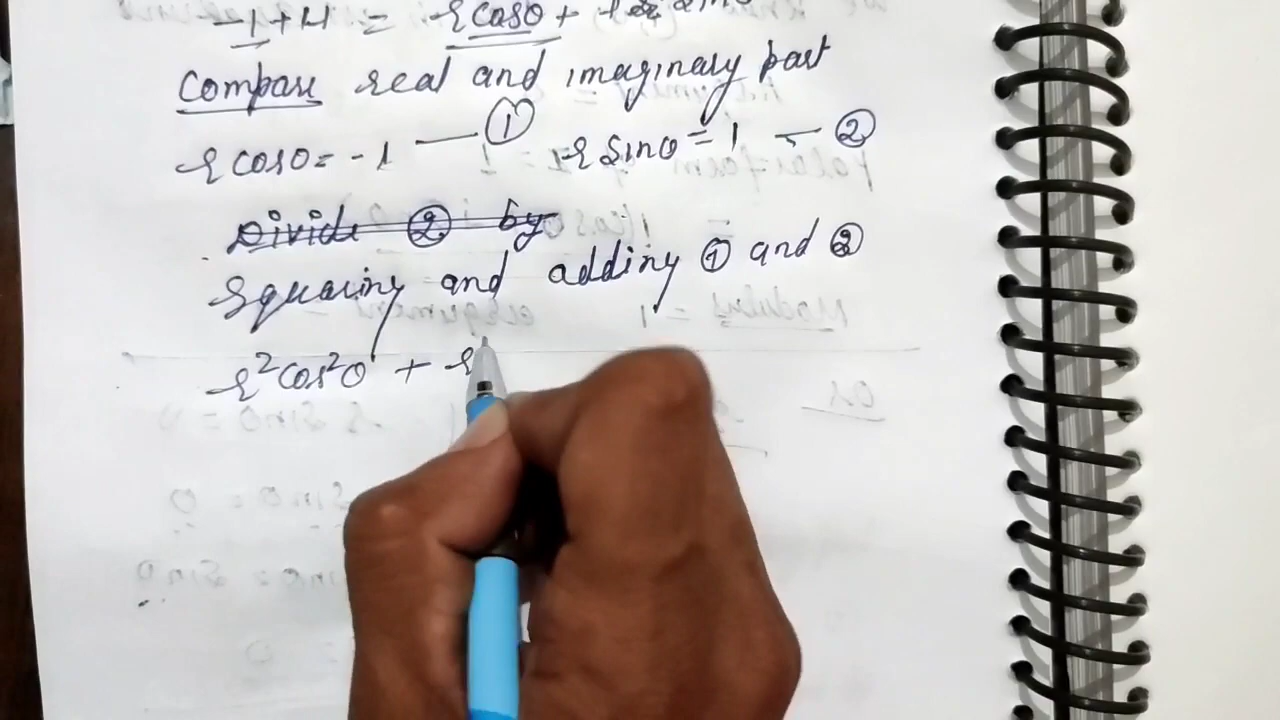 -1+i = r cosθ + i r sinθ
Compare real and imaginary part
r cosθ = -1 — ① r sinθ = 1 – ②
Divide ② by
Squaring and adding ① and ②
r²cos²θ + r